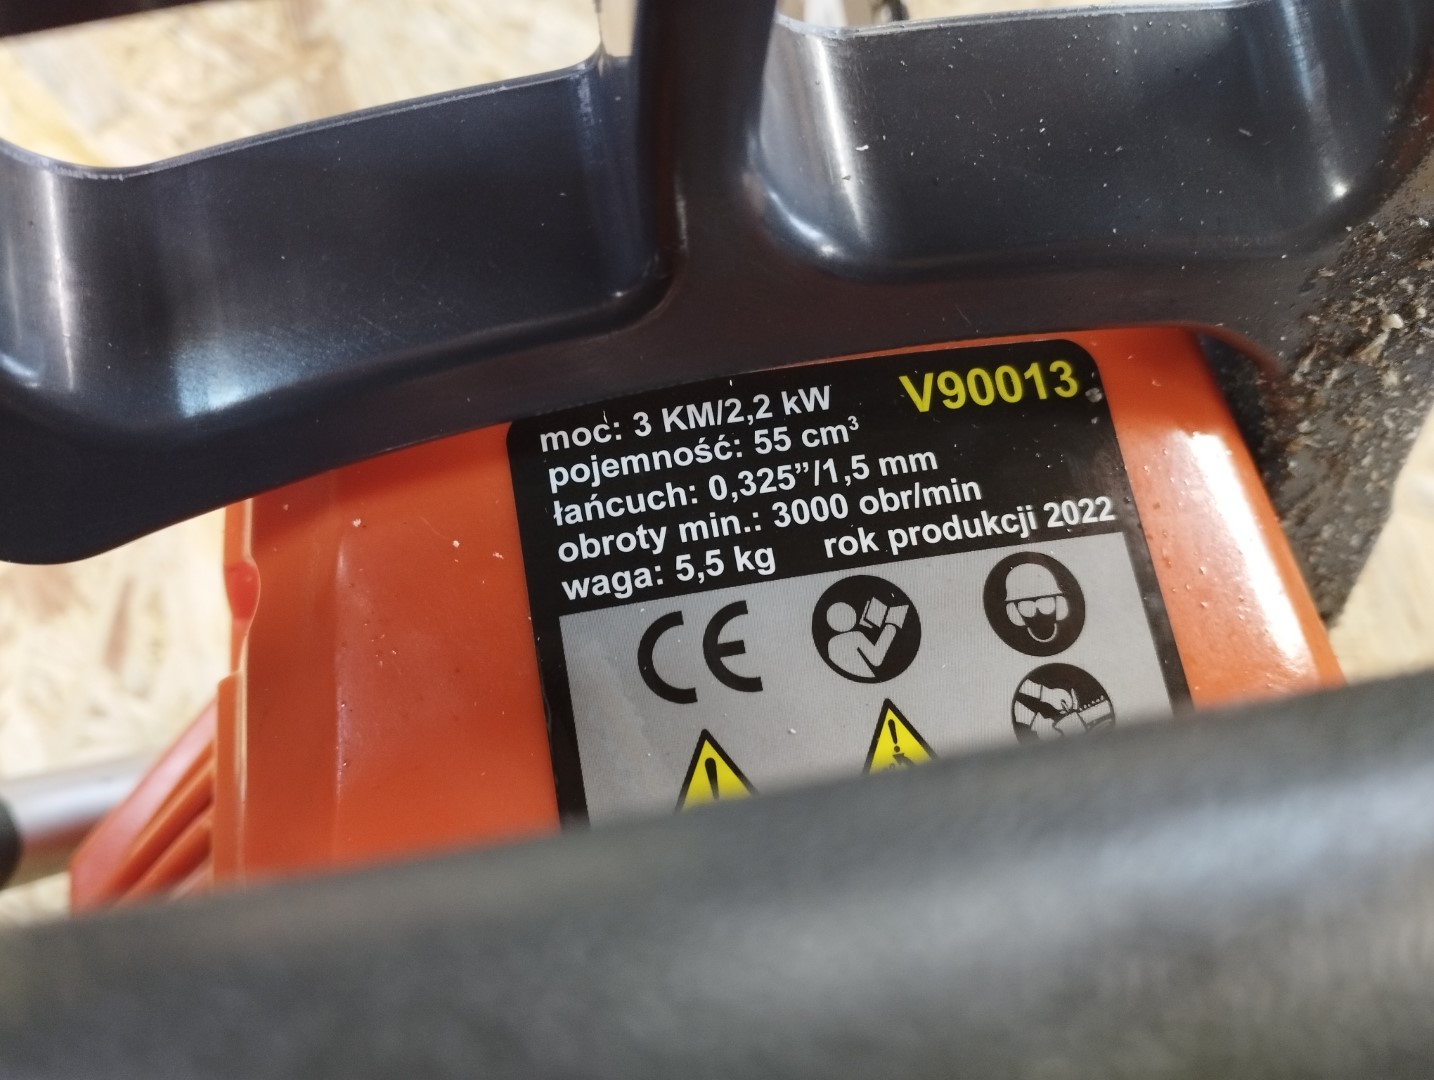 moc: 3 KM/2,2 kW
V90013
pojemność: 55 cm³
łańcuch: 0,325”/1,5 mm
obroty min.: 3000 obr/min
waga: 5,5 kg
rok produkcji 2022
CE